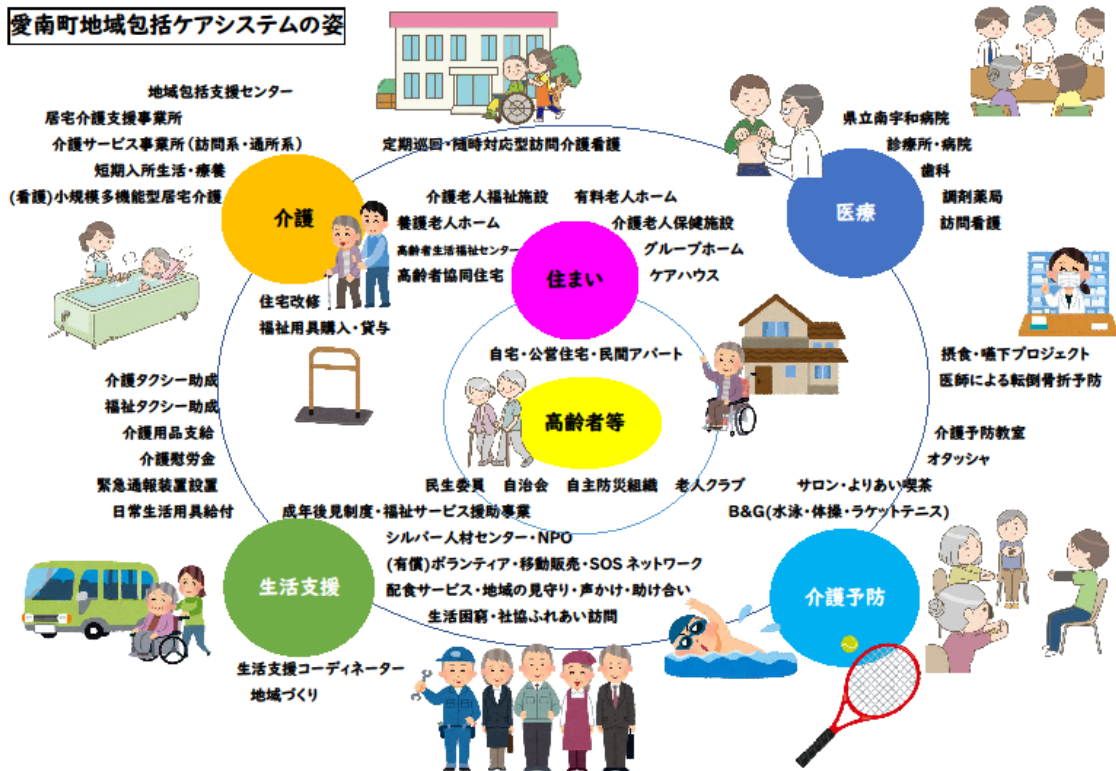 愛南町地域包括ケアシステムの姿
地域包括支援センター
居宅介護支援事業所
介護サービス事業所(訪問系・通所系)
短期入所生活・療養
(看護)小規模多機能型居宅介護
介護
住宅改修
福祉用具購入・貸与
定期巡回・随時対応型訪問介護看護
介護老人福祉施設
有料老人ホーム
養護老人ホーム
介護老人保健施設
高齢者生活福祉センター
グループホーム
高齢者協同住宅
ケアハウス
住まい
自宅・公営住宅・民間アパート
高齢者等
県立南宇和病院
診療所・病院
歯科
調剤薬局
訪問看護
医療
摂食・嚥下プロジェクト
医師による転倒骨折予防
介護予防教室
オタッシャ
サロン・よりあい喫茶
B&G(水泳・体操・ラケットテニス)
介護予防
民生委員 自治会 自主防災組織 老人クラブ
介護タクシー助成
福祉タクシー助成
介護用品支給
介護慰労金
緊急通報装置設置
日常生活用具給付
成年後見制度・福祉サービス援助事業
シルバー人材センター・NPO
(有償)ボランティア・移動販売・SOSネットワーク
配食サービス・地域の見守り・声かけ・助け合い
生活困窮・社協ふれあい訪問
生活支援
生活支援コーディネーター
地域づくり